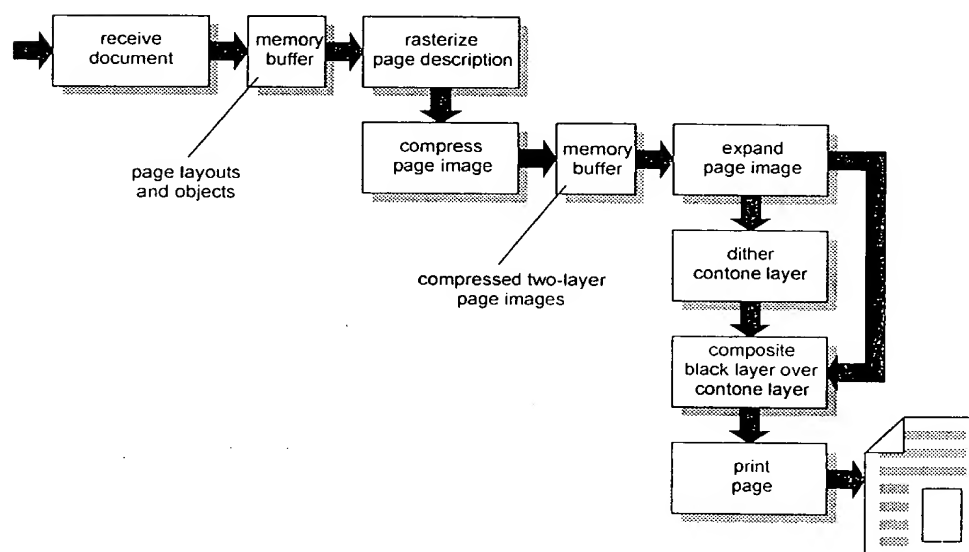 receive
document
memory
buffer
rasterize
page description
page layouts
and objects
compress
page image
memory
buffer
expand
page image
compressed two-layer
page images
dither
contone layer
composite
black layer over
contone layer
print
page